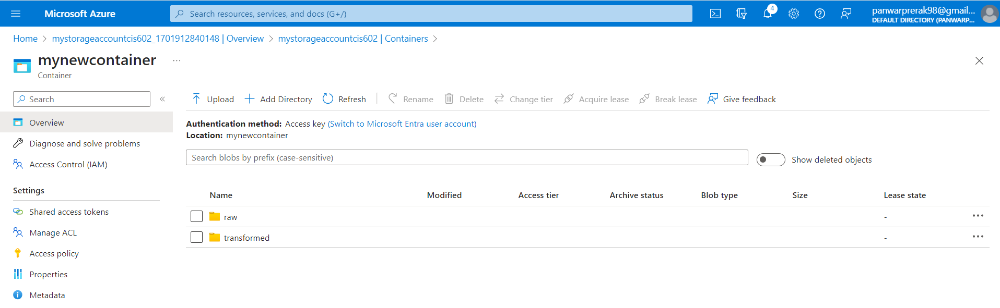 Microsoft Azure
Search resources, services, and docs (G+/)
4
panwarprerak98@gmail...
DEFAULT DIRECTORY (PANWARP...
Home > mystorageaccountcis602_1701912840148 | Overview > mystorageaccountcis602 | Containers >
mynewcontainer ...
Container
Search «
Upload + Add Directory Refresh | Rename Delete Change tier Acquire lease Break lease Give feedback
Overview
Diagnose and solve problems
Access Control (IAM)
Settings
Shared access tokens
Manage ACL
Access policy
Properties
Metadata
Authentication method: Access key (Switch to Microsoft Entra user account)
Location: mynewcontainer
Search blobs by prefix (case-sensitive)
Show deleted objects
Name Modified Access tier Archive status Blob type Size Lease state
raw - ...
transformed - ...